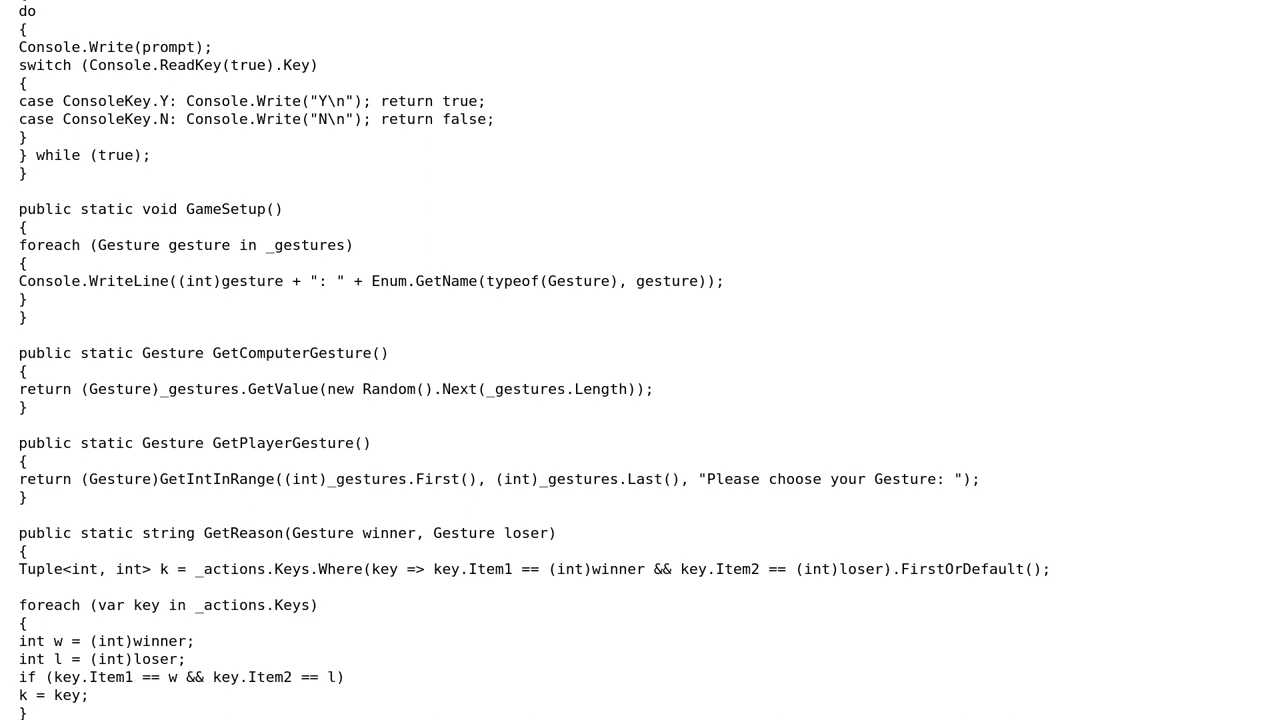 do
{
Console.Write(prompt);
switch (Console.ReadKey(true).Key)
{
case ConsoleKey.Y: Console.Write("Y\n"); return true;
case ConsoleKey.N: Console.Write("N\n"); return false;
}
} while (true);
}

public static void GameSetup()
{
foreach (Gesture gesture in _gestures)
{
Console.WriteLine((int)gesture + ": " + Enum.GetName(typeof(Gesture), gesture));
}
}

public static Gesture GetComputerGesture()
{
return (Gesture)_gestures.GetValue(new Random().Next(_gestures.Length));
}

public static Gesture GetPlayerGesture()
{
return (Gesture)GetIntInRange((int)_gestures.First(), (int)_gestures.Last(), "Please choose your Gesture: ");
}

public static string GetReason(Gesture winner, Gesture loser)
{
Tuple<int, int> k = _actions.Keys.Where(key => key.Item1 == (int)winner && key.Item2 == (int)loser).FirstOrDefault();

foreach (var key in _actions.Keys)
{
int w = (int)winner;
int l = (int)loser;
if (key.Item1 == w && key.Item2 == l)
k = key;
}